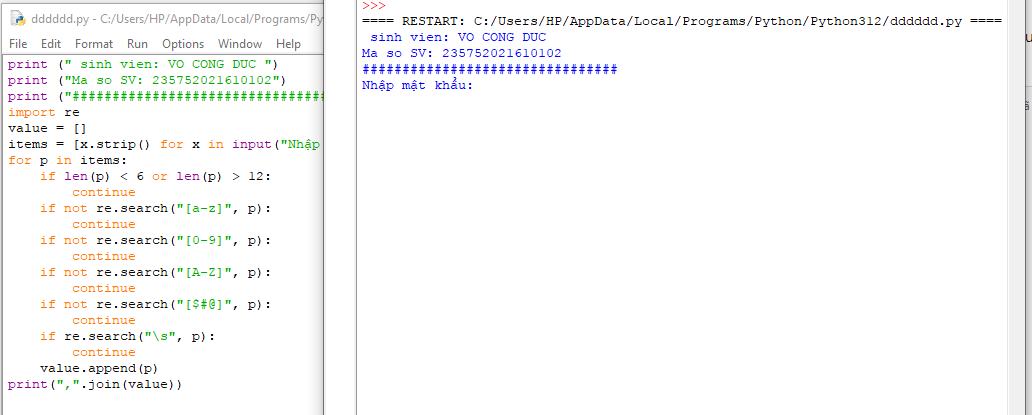 dddddd.py - C:/Users/HP/AppData/Local/Programs/Py
File Edit Format Run Options Window Help
print (" sinh vien: VO CONG DUC ")
print ("Ma so SV: 235752021610102")
print ("################################
import re
value = []
items = [x.strip() for x in input("Nhập
for p in items:
    if len(p) < 6 or len(p) > 12:
        continue
    if not re.search("[a-z]", p):
        continue
    if not re.search("[0-9]", p):
        continue
    if not re.search("[A-Z]", p):
        continue
    if not re.search("[$#@]", p):
        continue
    if re.search("\s", p):
        continue
    value.append(p)
print(",".join(value))
>>>
==== RESTART: C:/Users/HP/AppData/Local/Programs/Python/Python312/dddddd.py ====
 sinh vien: VO CONG DUC
Ma so SV: 235752021610102
################################
Nhập mật khẩu: